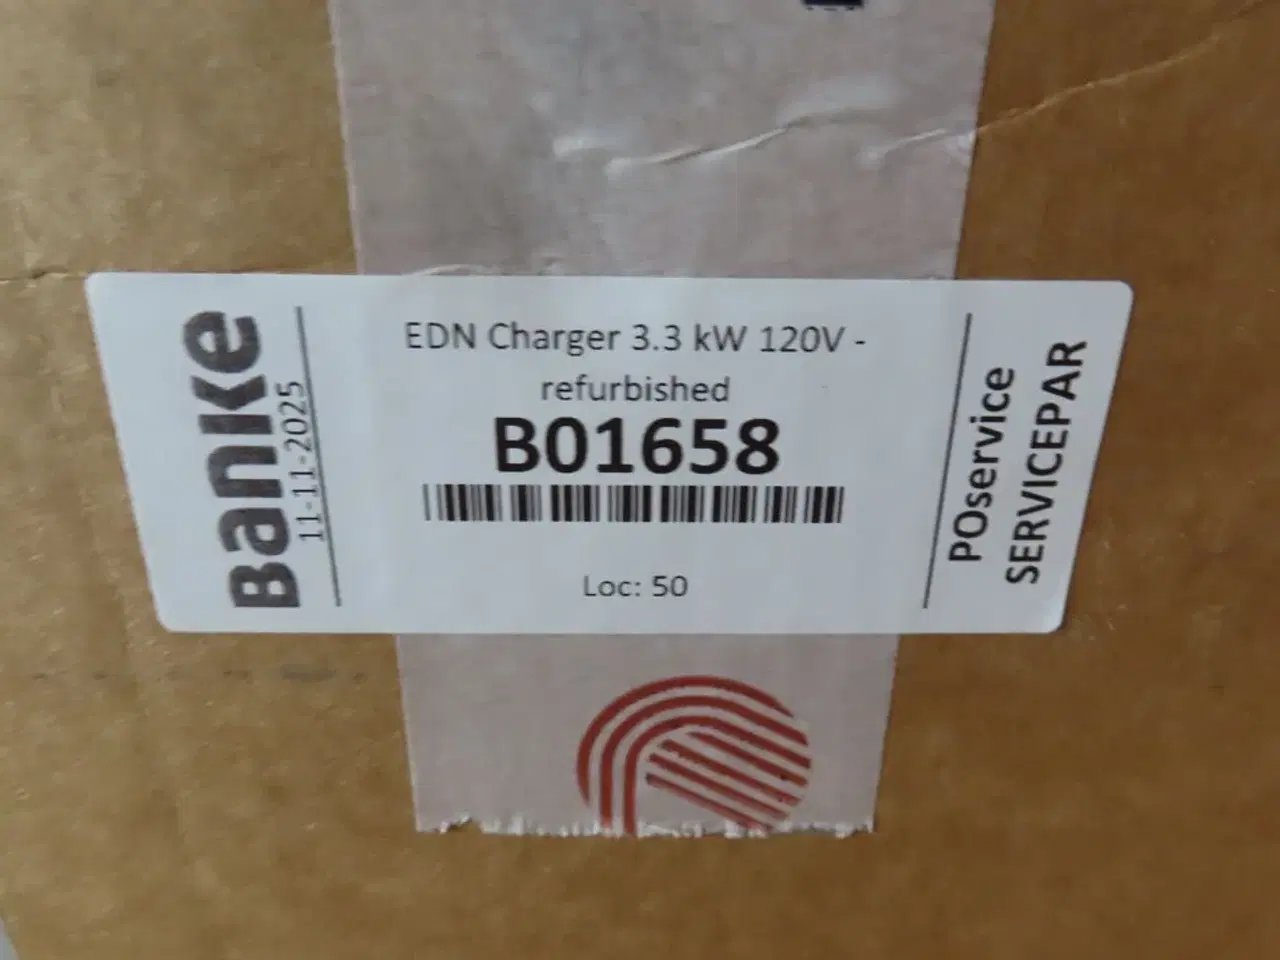 Banke
11-11-2025
EDN Charger 3.3 kW 120V -
refurbished
B01658
Loc: 50
POservice
SERVICEPAR